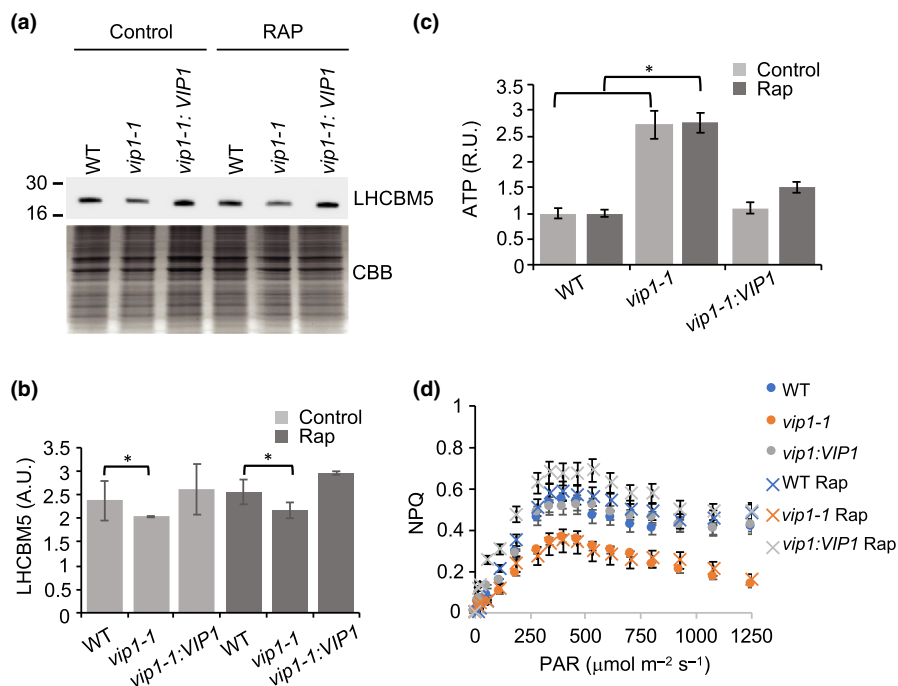 (a)
Control RAP
WT
vip1-1
vip1-1: VIP1
WT
vip1-1
vip1-1: VIP1
30
16
LHCBM5
CBB
(b)
Control
Rap
LHCBM5 (A.U.)
3.5
3
2.5
2
1.5
1
0.5
0
*
*
WT
vip1-1
vip1-1:VIP1
WT
vip1-1
vip1-1:VIP1
(c)
Control
Rap
ATP (R.U.)
3.5
3
2.5
2
1.5
1
0.5
0
*
WT
vip1-1
vip1-1:VIP1
(d)
NPQ
1
0.8
0.6
0.4
0.2
0
0 250 500 750 1000 1250
PAR (μmol m⁻² s⁻¹)
WT
vip1-1
vip1:VIP1
WT Rap
vip1-1 Rap
vip1:VIP1 Rap